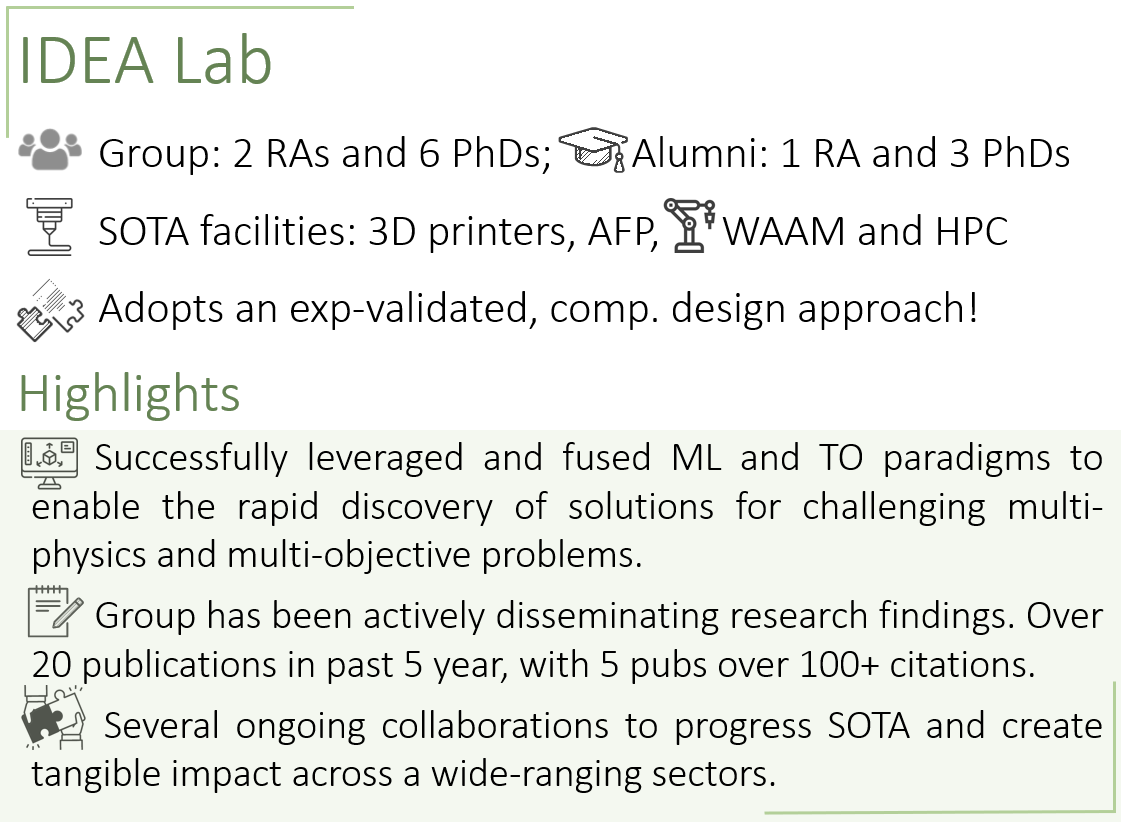 IDEA Lab
Group: 2 RAs and 6 PhDs; Alumni: 1 RA and 3 PhDs
SOTA facilities: 3D printers, AFP, WAAM and HPC
Adopts an exp-validated, comp. design approach!
Highlights
Successfully leveraged and fused ML and TO paradigms to
enable the rapid discovery of solutions for challenging multi-
physics and multi-objective problems.
Group has been actively disseminating research findings. Over
20 publications in past 5 year, with 5 pubs over 100+ citations.
Several ongoing collaborations to progress SOTA and create
tangible impact across a wide-ranging sectors.